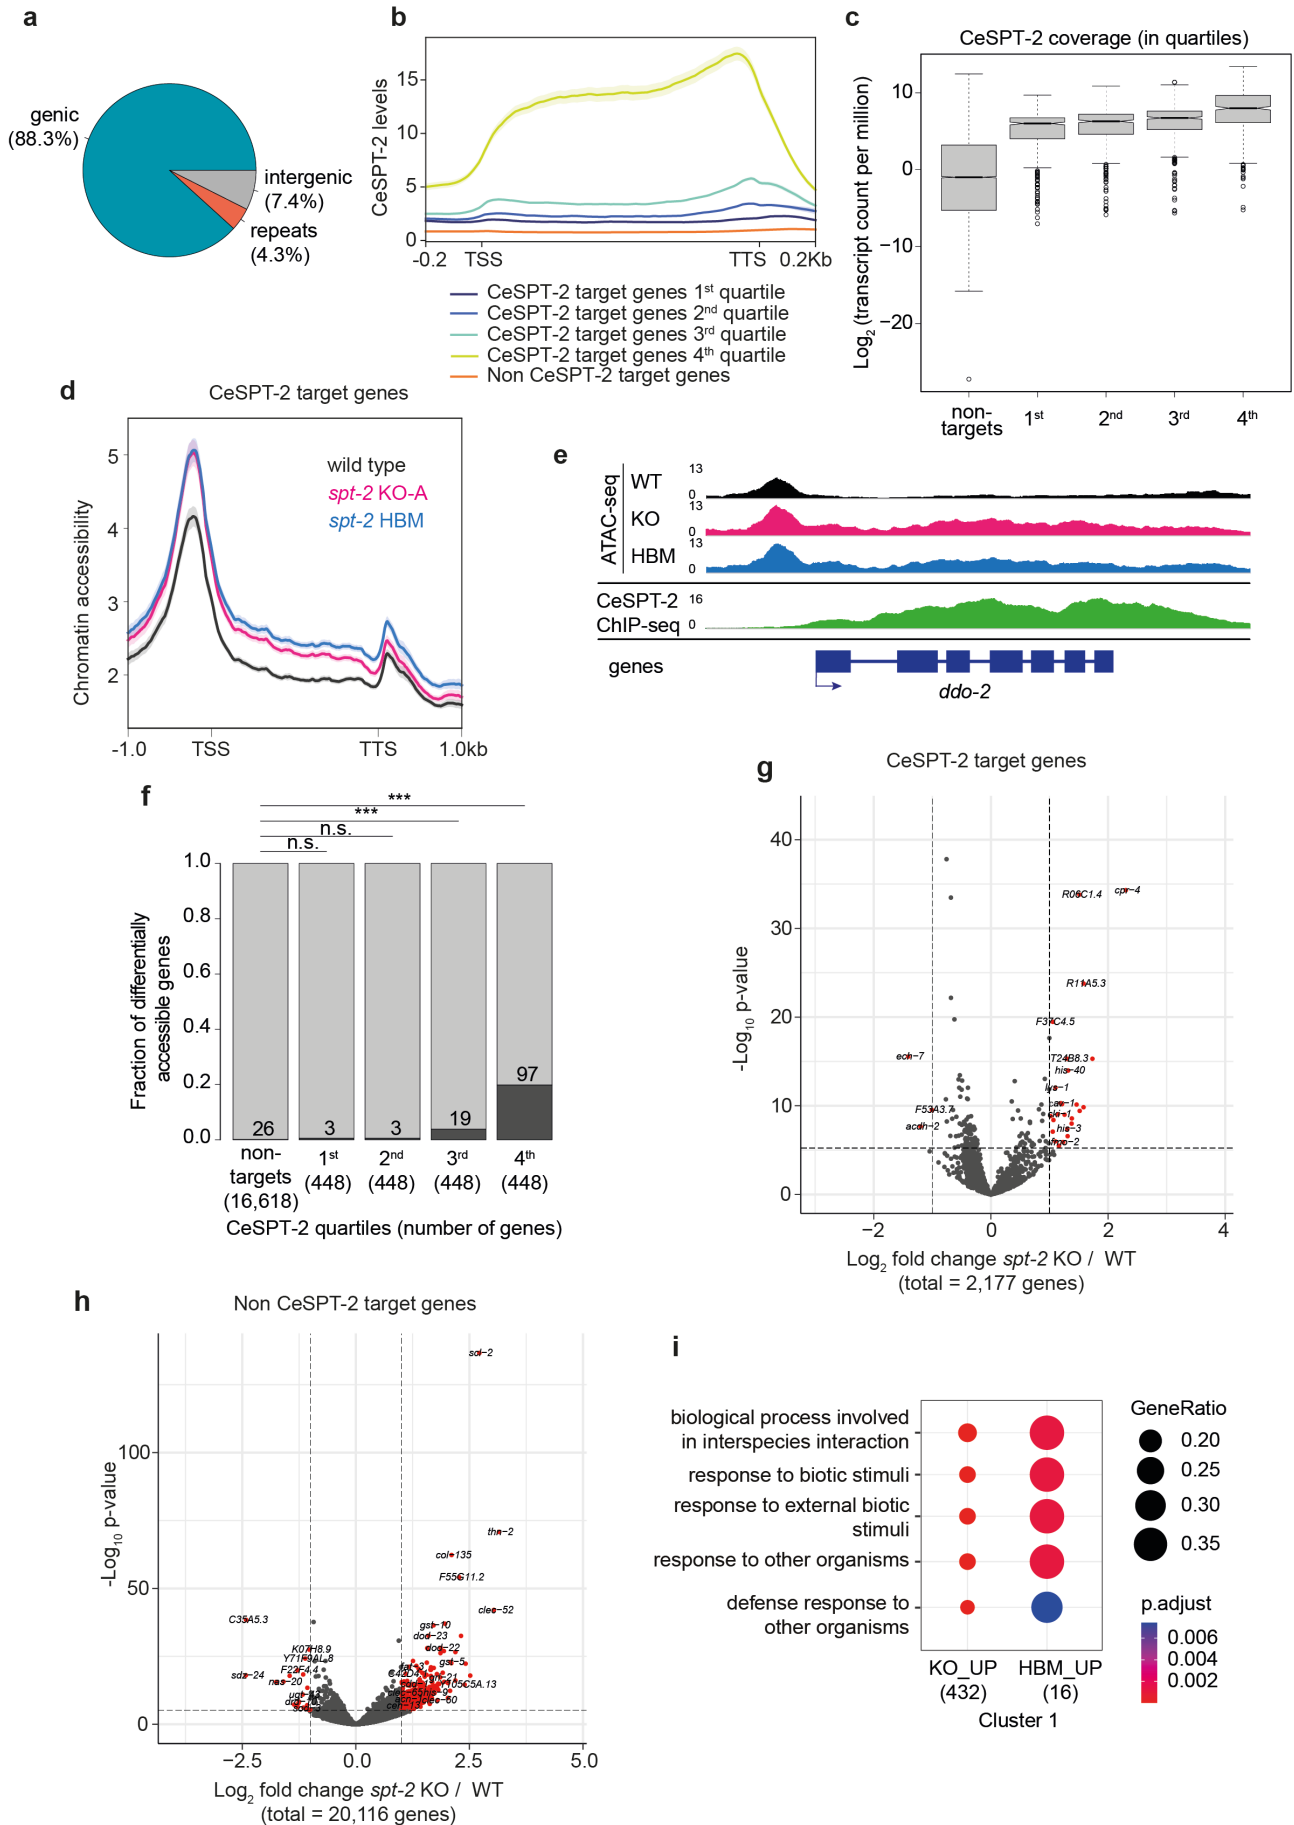 a
genic
(88.3%)
intergenic
(7.4%)
repeats
(4.3%)
b
CeSPT-2 levels
15
10
5
0
-0.2 TSS TTS 0.2Kb
CeSPT-2 target genes 1st quartile
CeSPT-2 target genes 2nd quartile
CeSPT-2 target genes 3rd quartile
CeSPT-2 target genes 4th quartile
Non CeSPT-2 target genes
c
CeSPT-2 coverage (in quartiles)
Log2 (transcript count per million)
10
0
−10
−20
non-
targets
1st 2nd 3rd 4th
d
CeSPT-2 target genes
Chromatin accessibility
5
4
3
2
wild type
spt-2 KO-A
spt-2 HBM
-1.0 TSS TTS 1.0kb
e
ATAC-seq
WT
13
0
KO
13
0
HBM
13
0
CeSPT-2
ChIP-seq
16
0
genes
ddo-2
f
***
***
n.s.
n.s.
Fraction of differentially
accessible genes
1.0
0.8
0.6
0.4
0.2
0.0
26 3 3 19 97
non-
targets
(16,618)
1st
(448)
2nd
(448)
3rd
(448)
4th
(448)
CeSPT-2 quartiles (number of genes)
g
CeSPT-2 target genes
-Log10 p-value
40
30
20
10
0
R06C1.4
cpr−4
R11A5.3
F37C4.5
T24B8.3
his−40
lys−1
ech−7
F53A3.7
acdh−2
his−3
−2 0 2 4
Log2 fold change spt-2 KO / WT
(total = 2,177 genes)
h
Non CeSPT-2 target genes
-Log10 p-value
100
50
0
sol−2
thn−2
col−135
F55G11.2
clec−52
C35A5.3
gst−10
dod−23
dod−22
gst−5
K07H8.9
Y71F9AL.8
F22F4.4
sdz−24
nas−20
−2.5 0.0 2.5 5.0
Log2 fold change spt-2 KO / WT
(total = 20,116 genes)
i
biological process involved
in interspecies interaction
response to biotic stimuli
response to external biotic
stimuli
response to other organisms
defense response to
other organisms
KO_UP
(432)
HBM_UP
(16)
Cluster 1
GeneRatio
0.20
0.25
0.30
0.35
p.adjust
0.006
0.004
0.002